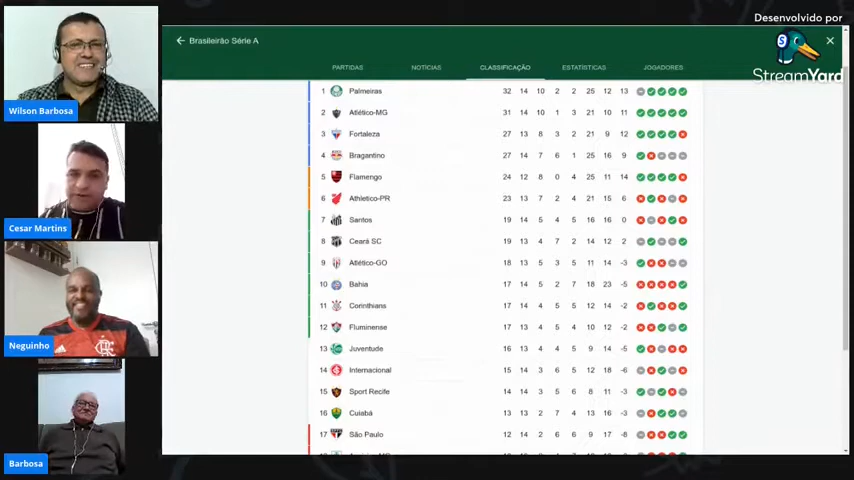 Desenvolvido por
StreamYard
Brasileirão Série A
PARTIDAS NOTÍCIAS CLASSIFICAÇÃO ESTATÍSTICAS JOGADORES
1 Palmeiras 32 14 10 2 2 25 12 13
2 Atlético-MG 31 14 10 1 3 21 10 11
3 Fortaleza 27 13 8 3 2 21 9 12
4 Bragantino 27 14 7 6 1 25 16 9
5 Flamengo 24 12 8 0 4 25 11 14
6 Athletico-PR 23 13 7 2 4 21 15 6
7 Santos 19 14 5 4 5 16 16 0
8 Ceará SC 19 13 4 7 2 14 12 2
9 Atlético-GO 18 13 5 3 5 11 14 -3
10 Bahia 17 14 5 2 7 18 23 -5
11 Corinthians 17 14 4 5 5 12 14 -2
12 Fluminense 17 13 4 5 4 10 12 -2
13 Juventude 16 13 4 4 5 9 14 -5
14 Internacional 15 14 3 6 5 12 18 -6
15 Sport Recife 14 14 3 5 6 8 11 -3
16 Cuiabá 13 13 2 7 4 13 16 -3
17 São Paulo 12 14 2 6 6 9 17 -8
Wilson Barbosa
Cesar Martins
Neguinho
Barbosa